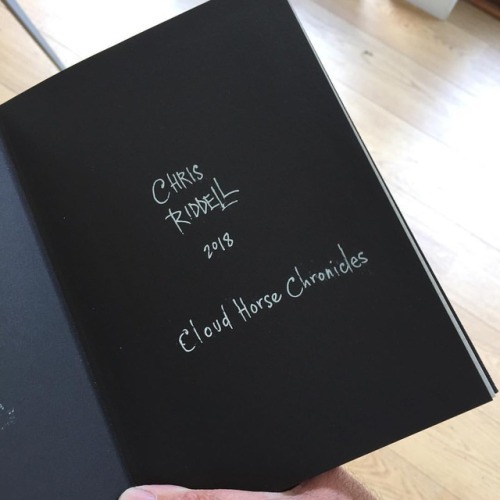 CHRIS
RIDDELL
2018
Cloud Horse Chronicles